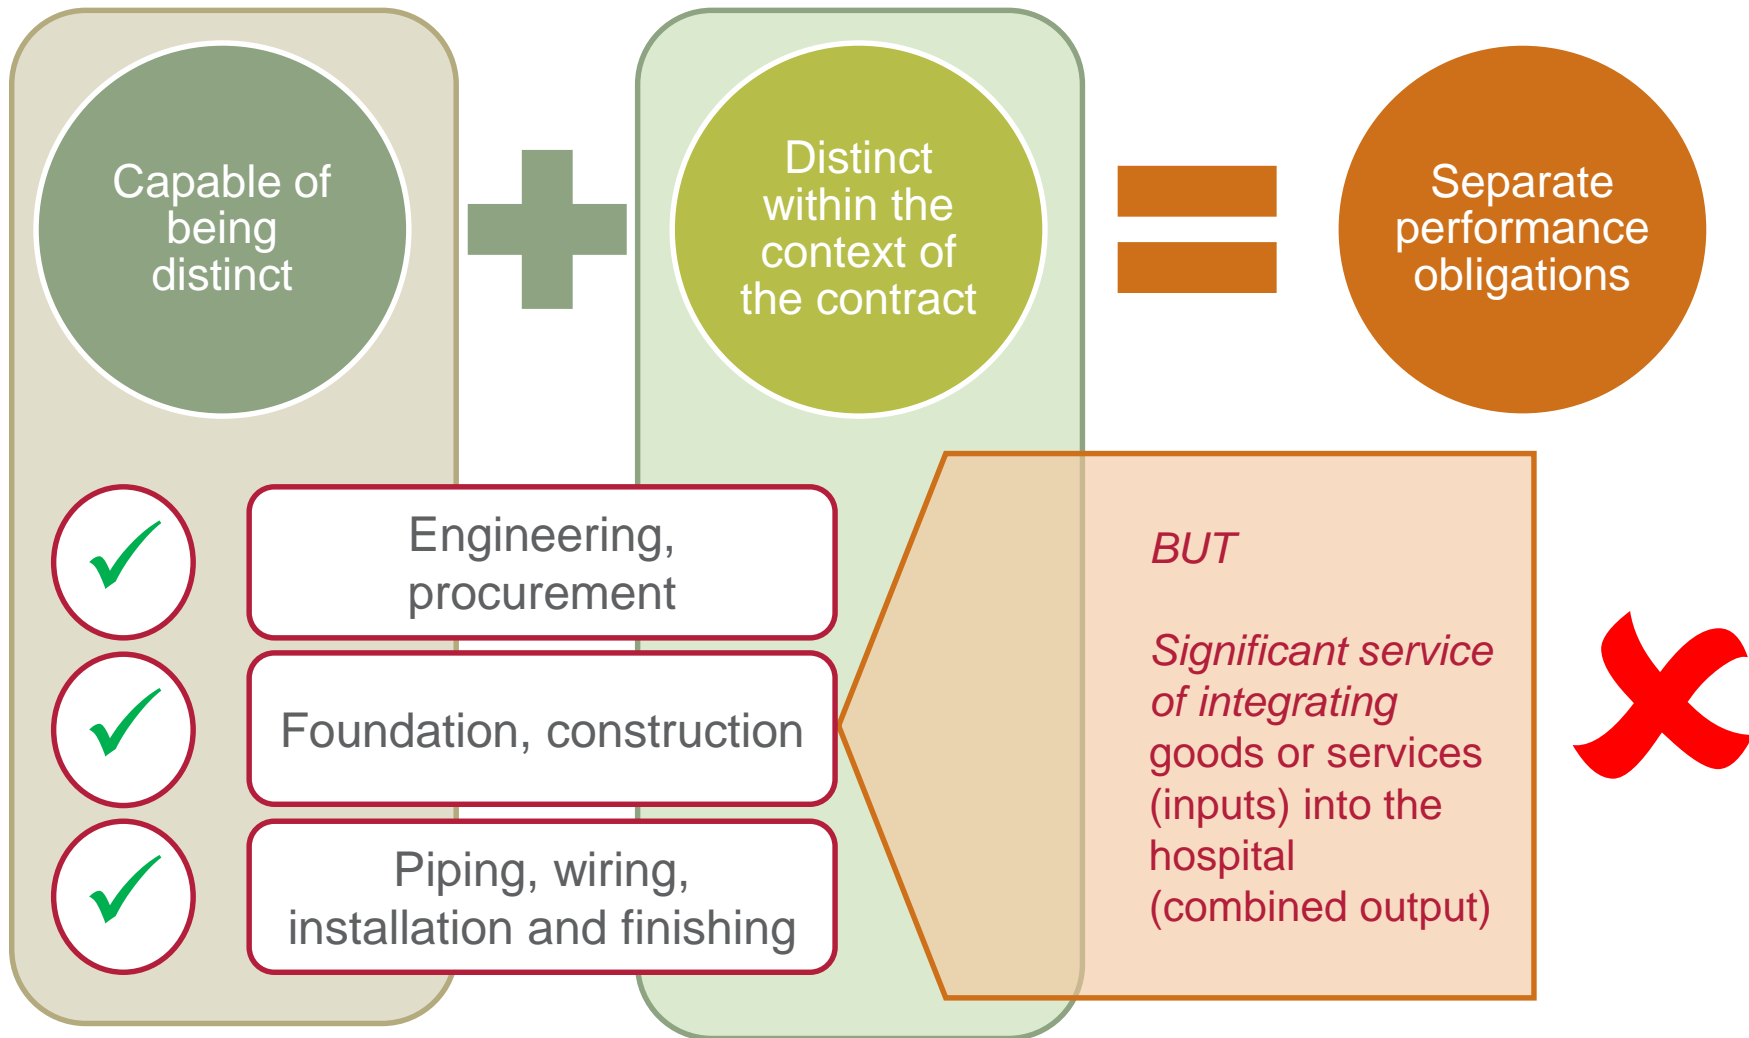 Capable of
being
distinct
Distinct
within the
context of
the contract
Separate
performance
obligations
Engineering,
procurement
Foundation, construction
Piping, wiring,
installation and finishing
BUT
Significant service
of integrating
goods or services
(inputs) into the
hospital
(combined output)